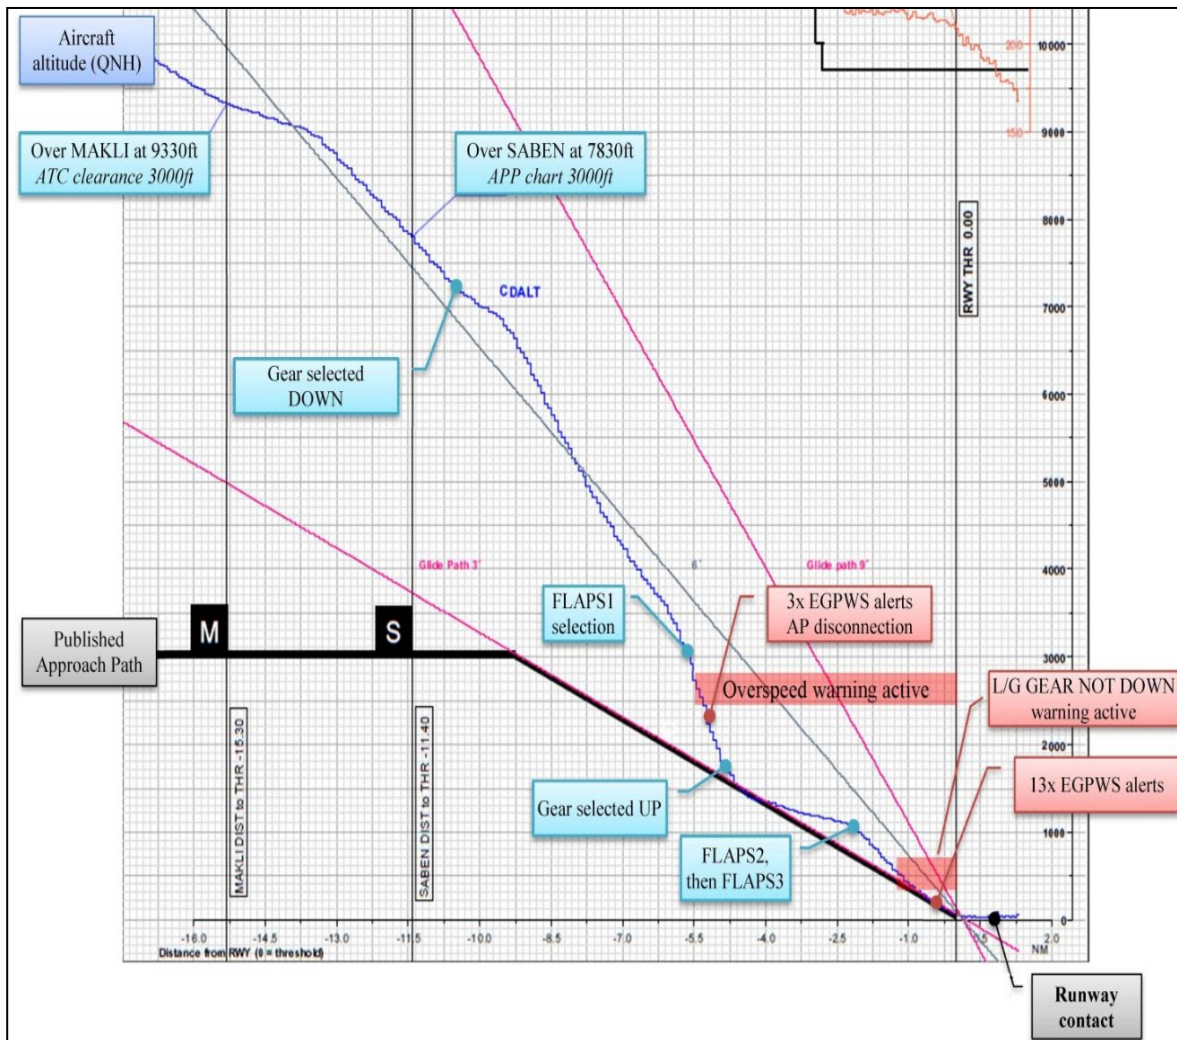 Aircraft
altitude (QNH)
Over MAKLI at 9330ft
ATC clearance 3000ft
Over SABEN at 7830ft
APP chart 3000ft
200
150
10000
9000
8000
7000
6000
5000
4000
3000
2000
1000
0
RWY THR 0.00
CDALT
Gear selected
DOWN
Glide Path 3°
6°
Glide path 9°
FLAPS1
selection
3x EGPWS alerts
AP disconnection
M
S
Published
Approach Path
Overspeed warning active
L/G GEAR NOT DOWN
warning active
MAKLI DIST to THR -15.30
SABEN DIST to THR -11.40
Gear selected UP
13x EGPWS alerts
FLAPS2,
then FLAPS3
-16.0 -14.5 -13.0 -11.5 -10.0 -8.5 -7.0 -5.5 -4.0 -2.5 -1.0 0.5 2.0
Distance from RWY (0 = threshold)
NM
Runway
contact